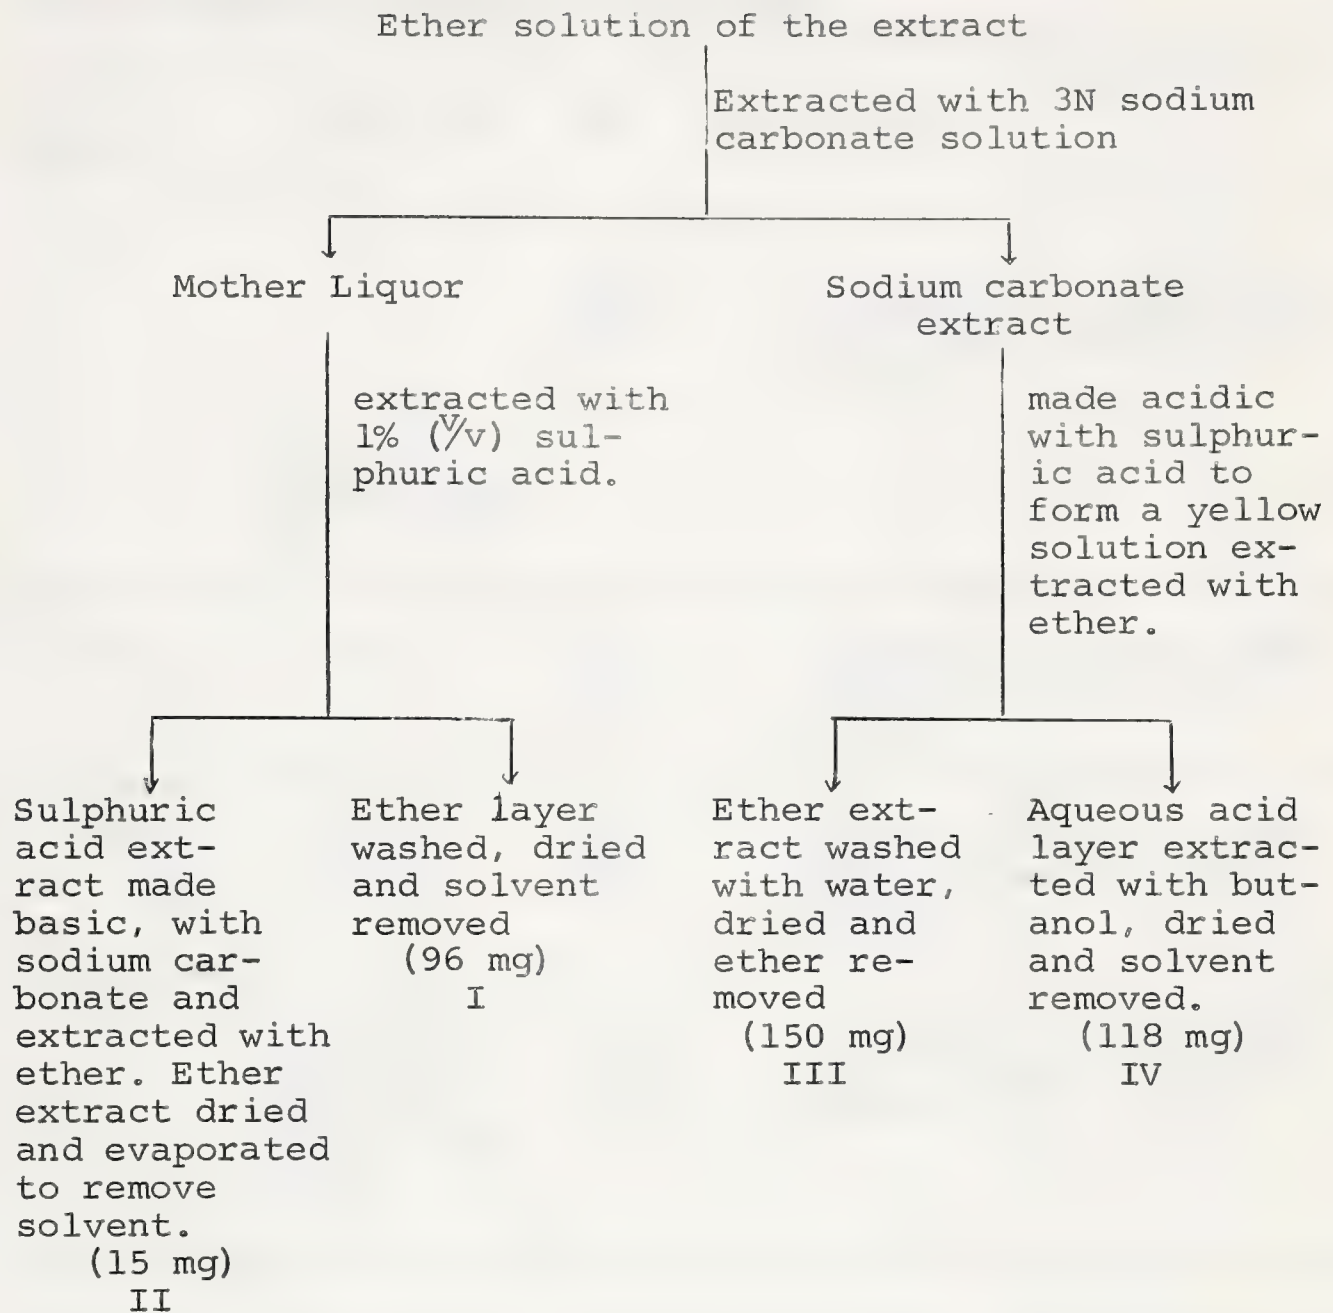 Ether solution of the extract
Extracted with 3N sodium
carbonate solution
Mother Liquor
Sodium carbonate
extract
extracted with
1% (v/v) sul-
phuric acid.
made acidic
with sulphur-
ic acid to
form a yellow
solution ex-
tracted with
ether.
Sulphuric
acid ext-
ract made
basic, with
sodium car-
bonate and
extracted with
ether. Ether
extract dried
and evaporated
to remove
solvent.
(15 mg)
II
Ether layer
washed, dried
and solvent
removed
(96 mg)
I
Ether ext-
ract washed
with water,
dried and
ether re-
moved
(150 mg)
III
Aqueous acid
layer extrac-
ted with but-
anol, dried
and solvent
removed.
(118 mg)
IV